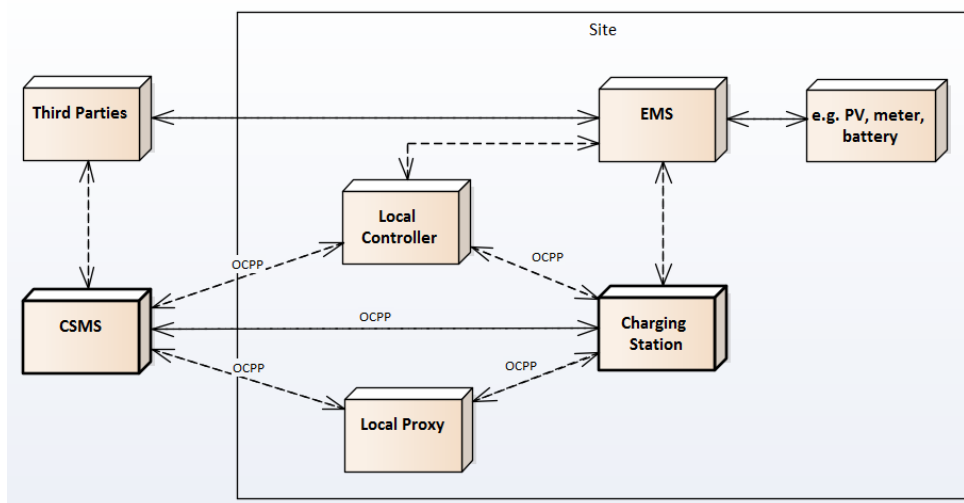 Site
Third Parties
EMS
e.g. PV, meter,
battery
Local
Controller
OCPP
OCPP
CSMS
OCPP
Charging
Station
OCPP
OCPP
Local Proxy